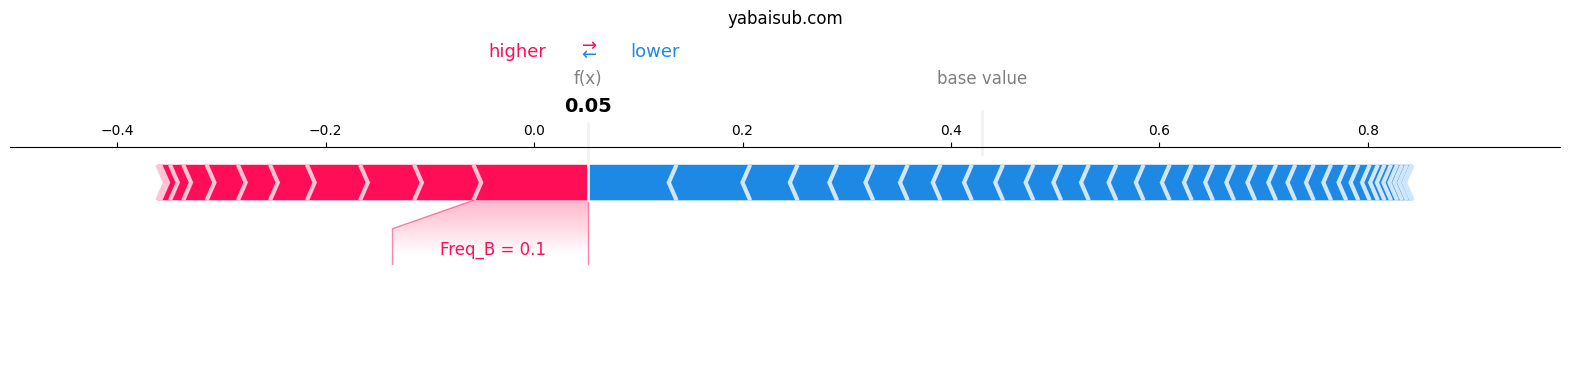 yabaisub.com
higher → ← lower
f(x) base value
0.05
−0.4 −0.2 0.0 0.2 0.4 0.6 0.8
Freq_B = 0.1